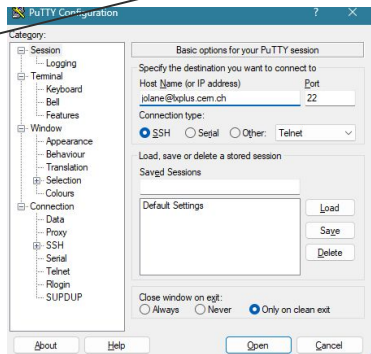 PuTTY Configuration ? ×
Category:
Session
Logging
Terminal
Keyboard
Bell
Features
Window
Appearance
Behaviour
Translation
Selection
Colours
Connection
Data
Proxy
SSH
Serial
Telnet
Rlogin
SUPDUP
Basic options for your PuTTY session
Specify the destination you want to connect to
Host Name (or IP address) Port
jolane@lxplus.cern.ch 22
Connection type:
SSH Serial Other: Telnet
Load, save or delete a stored session
Saved Sessions
Default Settings
Load
Save
Delete
Close window on exit:
Always Never Only on clean exit
About Help Open Cancel